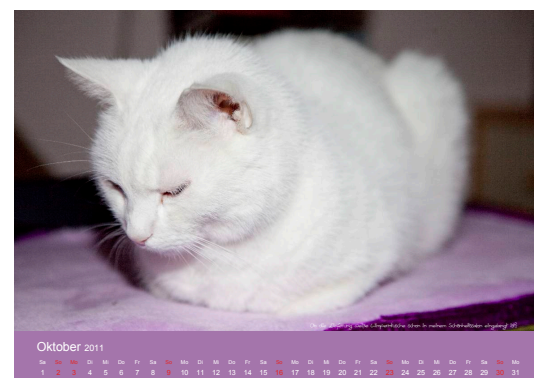 Oktober 2011
Sa So Mo Di Mi Do Fr Sa So Mo Di Mi Do Fr Sa So Mo Di Mi Do Fr Sa So Mo Di Mi Do Fr Sa So Mo
1 2 3 4 5 6 7 8 9 10 11 12 13 14 15 16 17 18 19 20 21 22 23 24 25 26 27 28 29 30 31